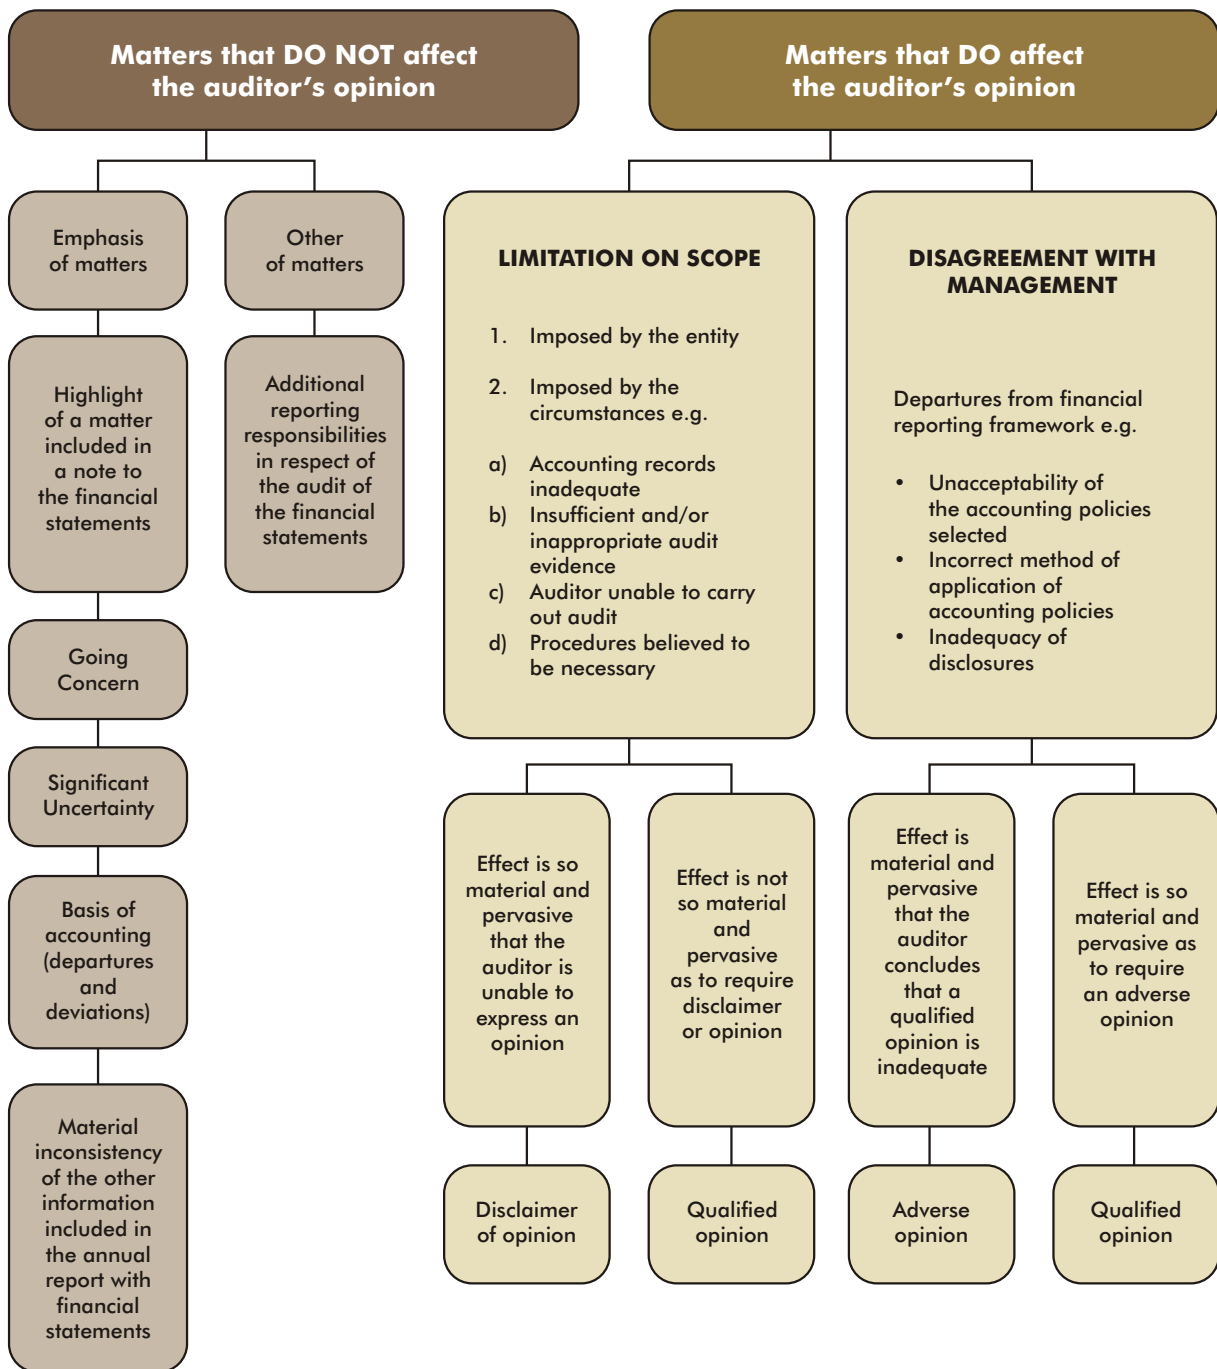 Matters that DO NOT affect
the auditor's opinion
Matters that DO affect
the auditor's opinion
Emphasis
of matters
Other
of matters
Highlight
of a matter
included in
a note to
the financial
statements
Additional
reporting
responsibilities
in respect of
the audit of
the financial
statements
Going
Concern
Significant
Uncertainty
Basis of
accounting
(departures
and
deviations)
Material
inconsistency
of the other
information
included in
the annual
report with
financial
statements
LIMITATION ON SCOPE
1. Imposed by the entity
2. Imposed by the
circumstances e.g.
a) Accounting records
inadequate
b) Insufficient and/or
inappropriate audit
evidence
c) Auditor unable to carry
out audit
d) Procedures believed to
be necessary
DISAGREEMENT WITH
MANAGEMENT
Departures from financial
reporting framework e.g.
• Unacceptability of
the accounting policies
selected
• Incorrect method of
application of
accounting policies
• Inadequacy of
disclosures
Effect is so
material and
pervasive
that the
auditor is
unable to
express an
opinion
Effect is not
so material
and
pervasive
as to require
disclaimer
or opinion
Effect is
material and
pervasive
that the
auditor
concludes
that a
qualified
opinion is
inadequate
Effect is so
material and
pervasive as
to require
an adverse
opinion
Disclaimer
of opinion
Qualified
opinion
Adverse
opinion
Qualified
opinion